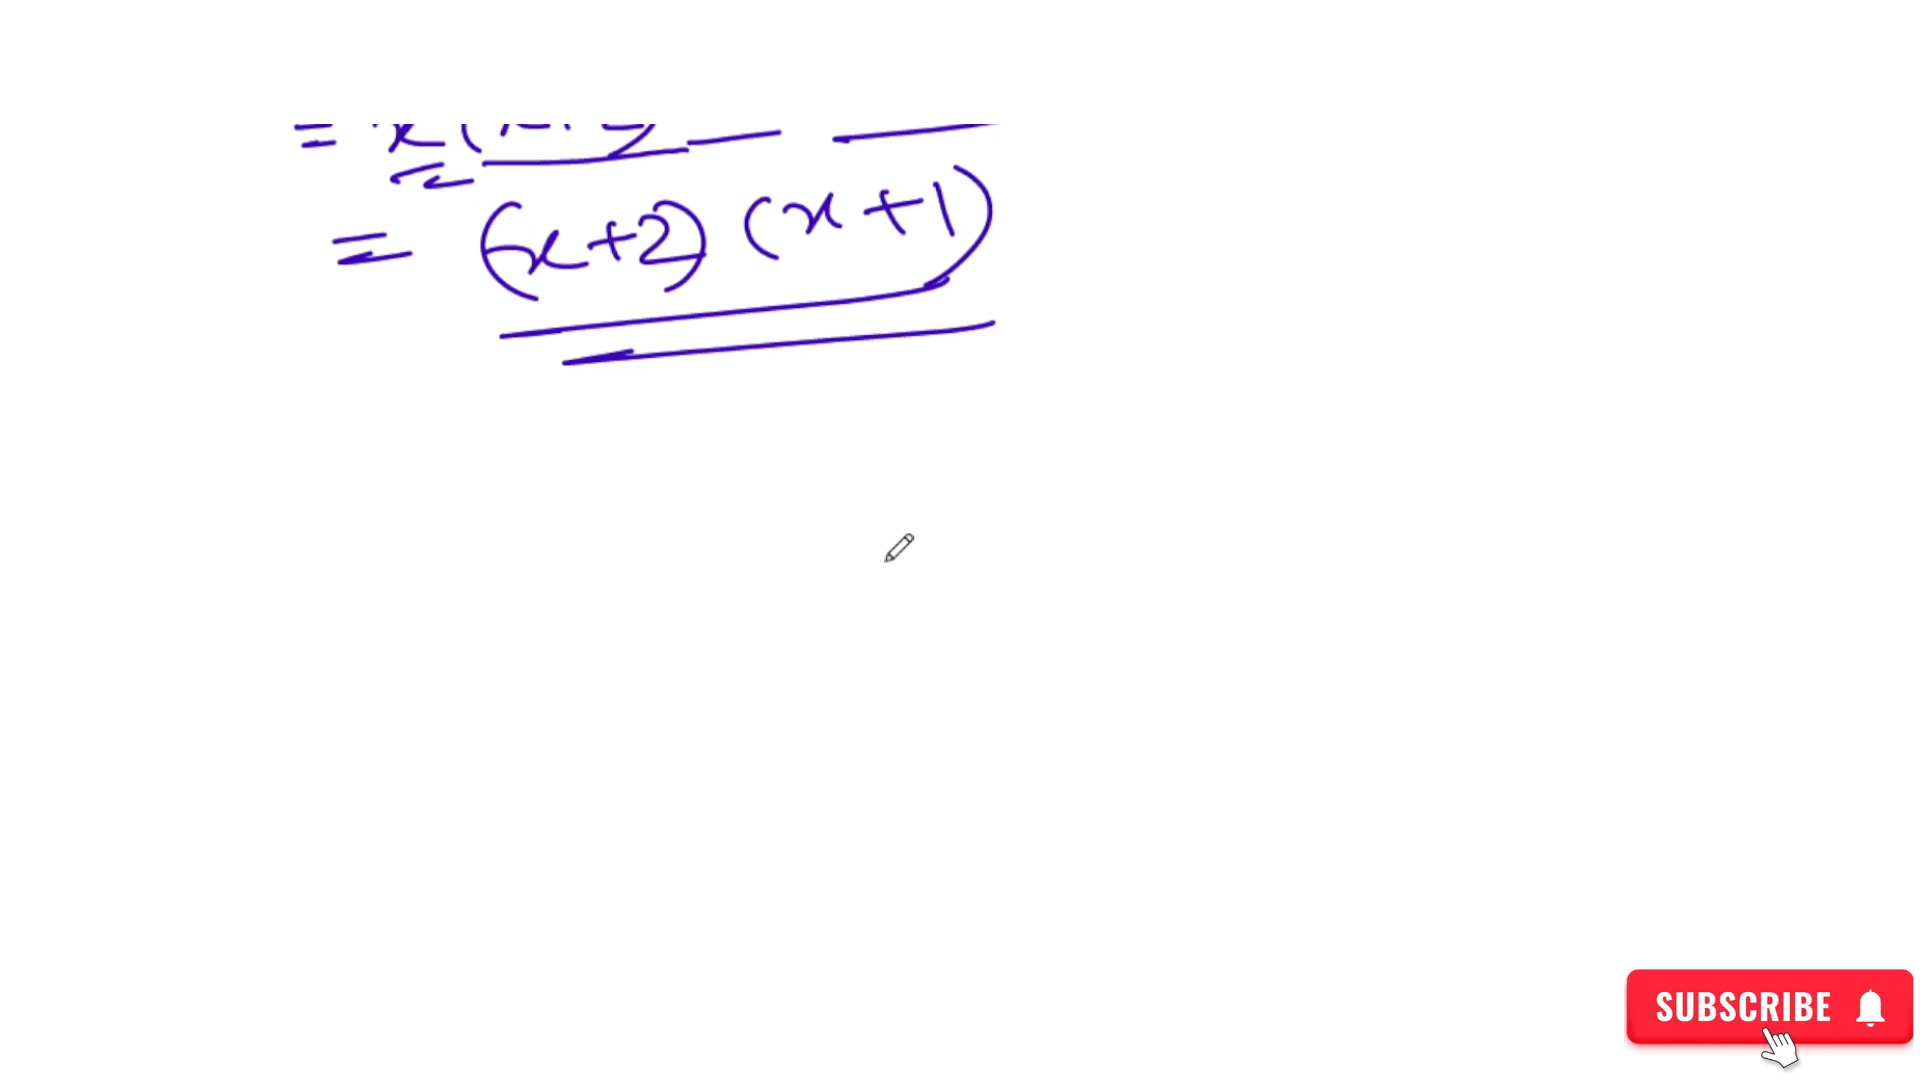 = (x+2) (x+1)
SUBSCRIBE